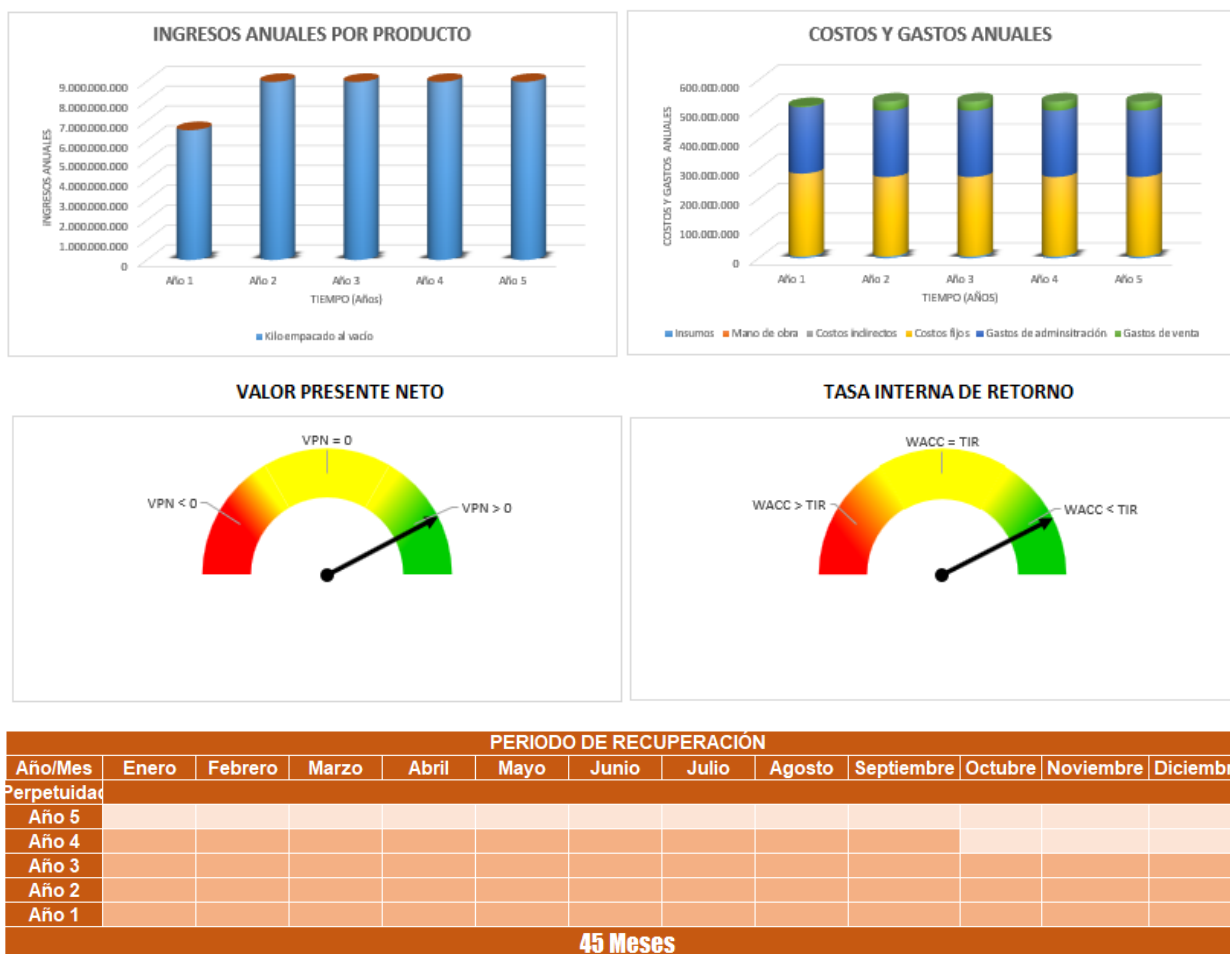 INGRESOS ANUALES POR PRODUCTO
INGRESOS ANUALES
9.000.000.000
8.000.000.000
7.000.000.000
6.000.000.000
5.000.000.000
4.000.000.000
3.000.000.000
2.000.000.000
1.000.000.000
0
Año 1 Año 2 Año 3 Año 4 Año 5
TIEMPO (Años)
Kilo empacado al vacío
COSTOS Y GASTOS ANUALES
COSTOS Y GASTOS ANUALES
600.000.000
500.000.000
400.000.000
300.000.000
200.000.000
100.000.000
0
Año 1 Año 2 Año 3 Año 4 Año 5
TIEMPO (AÑOS)
Insumos Mano de obra Costos indirectos Costos fijos Gastos de adminsitración Gastos de venta
VALOR PRESENTE NETO
VPN = 0
VPN < 0
VPN > 0
TASA INTERNA DE RETORNO
WACC = TIR
WACC > TIR
WACC < TIR
PERIODO DE RECUPERACIÓN
Año/Mes Enero Febrero Marzo Abril Mayo Junio Julio Agosto Septiembre Octubre Noviembre Diciembr
Perpetuidad
Año 5
Año 4
Año 3
Año 2
Año 1
45 Meses